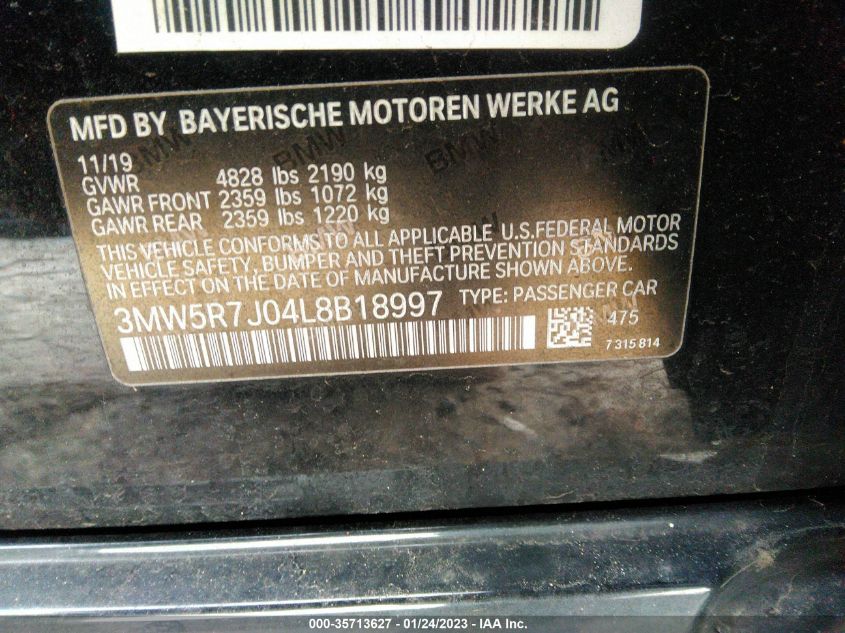 MFD BY BAYERISCHE MOTOREN WERKE AG
11/19
GVWR 4828 lbs 2190 kg
GAWR FRONT 2359 lbs 1072 kg
GAWR REAR 2359 lbs 1220 kg
THIS VEHICLE CONFORMS TO ALL APPLICABLE U.S.FEDERAL MOTOR
VEHICLE SAFETY, BUMPER AND THEFT PREVENTION STANDARDS
IN EFFECT ON THE DATE OF MANUFACTURE SHOWN ABOVE.
3MW5R7J04L8B18997 TYPE: PASSENGER CAR
475
7 315 814
000-35713627 - 01/24/2023 - IAA Inc.